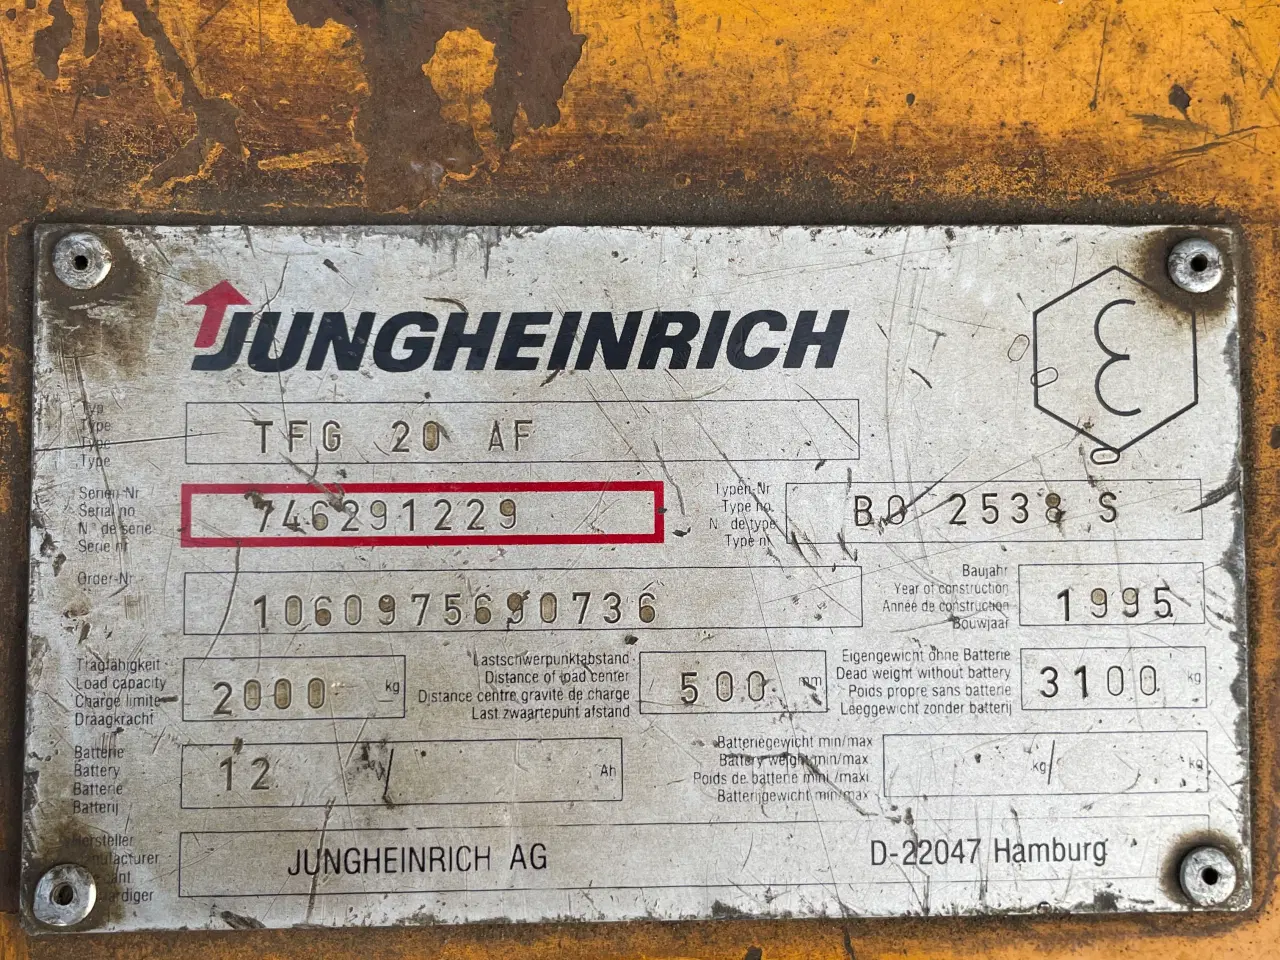 JUNGHEINRICH
Typ
Type
Type
Type
TFG 20 AF
Serien-Nr
Serial no.
N° de série
Serie nr
746291229
Typen-Nr
Type no.
N° de type
Type nr
BO 2538 S
Order-Nr
1060975690736
Baujahr
Year of construction
Année de construction
Bouwjaar
1995
Tragfähigkeit
Load capacity
Charge limite
Draagkracht
2000 kg
Lastschwerpunktabstand
Distance of load center
Distance centre gravité de charge
Last zwaartepunt afstand
500 mm
Eigengewicht ohne Batterie
Dead weight without battery
Poids propre sans batterie
Leeggewicht zonder batterij
3100 kg
Batterie
Battery
Batterie
Batterij
12 / Ah
Batteriegewicht min/max
Battery weight min/max
Poids de batterie mini/maxi
Batterijgewicht min/max
kg/ kg
Hersteller
JUNGHEINRICH AG
D-22047 Hamburg